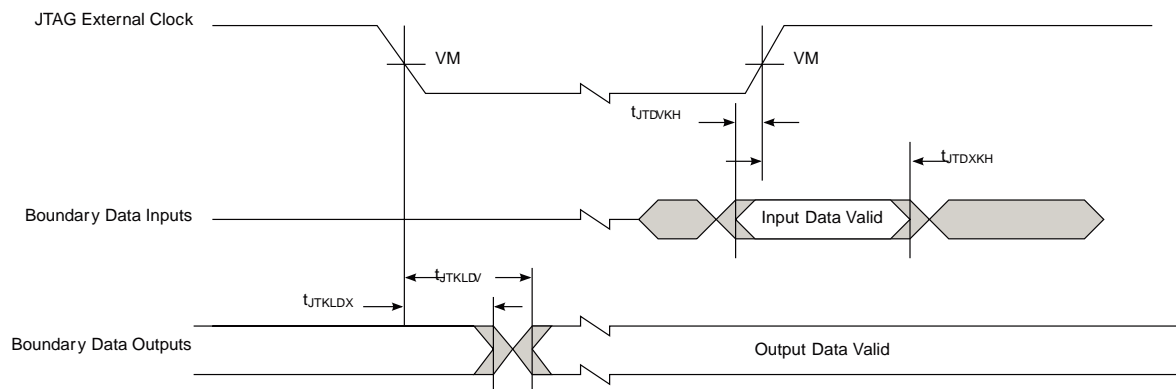 JTAG External Clock
VM
VM
tJTDVKH
tJTDXKH
Boundary Data Inputs
Input Data Valid
tJTKLDV
tJTKLDX
Boundary Data Outputs
Output Data Valid